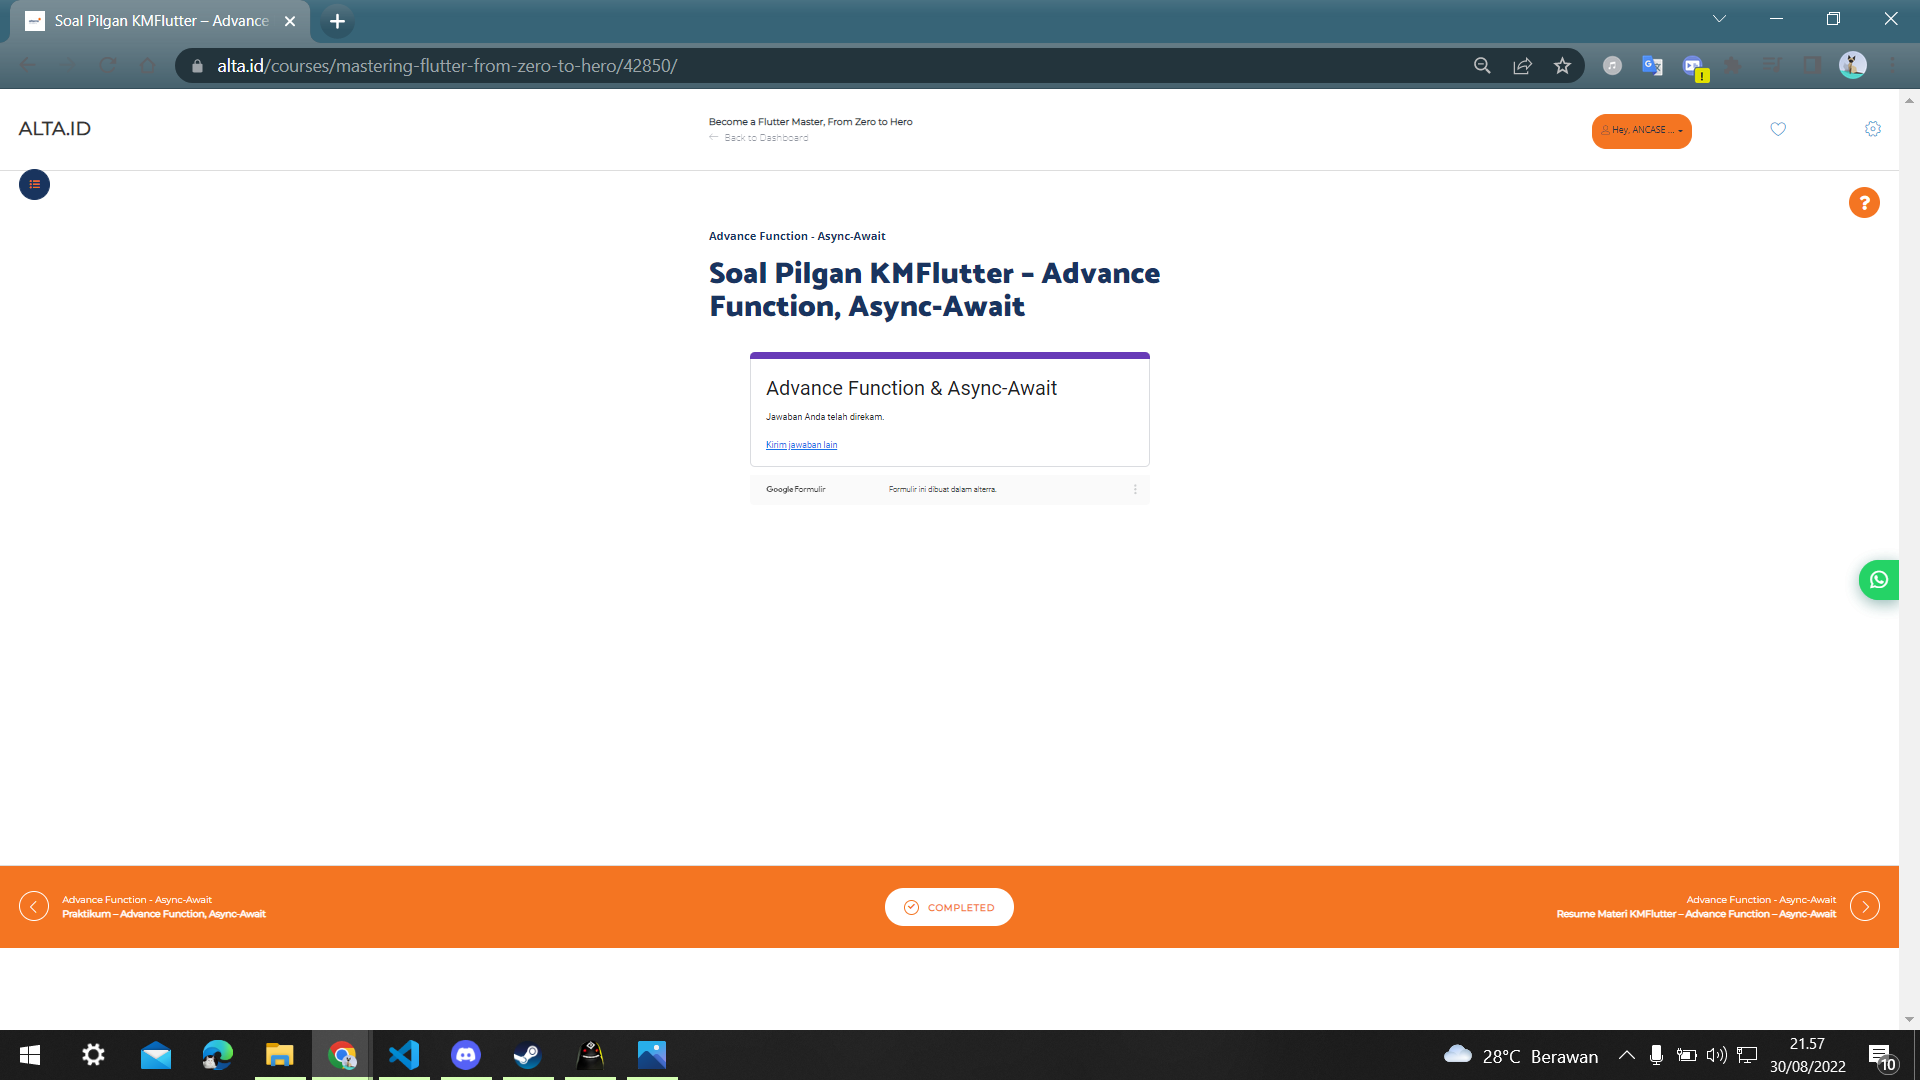 Soal Pilgan KMFlutter – Advance
alta.id/courses/mastering-flutter-from-zero-to-hero/42850/
ALTA.ID
Become a Flutter Master, From Zero to Hero
Back to Dashboard
Hey, ANCASE ...
?
Advance Function - Async-Await
Soal Pilgan KMFlutter – Advance
Function, Async-Await
Advance Function & Async-Await
Jawaban Anda telah direkam.
Kirim jawaban lain
Google Formulir
Formulir ini dibuat dalam alterra.
Advance Function - Async-Await
Praktikum – Advance Function, Async-Await
COMPLETED
Advance Function - Async-Await
Resume Materi KMFlutter – Advance Function – Async-Await
28°C Berawan
21.57
30/08/2022
10